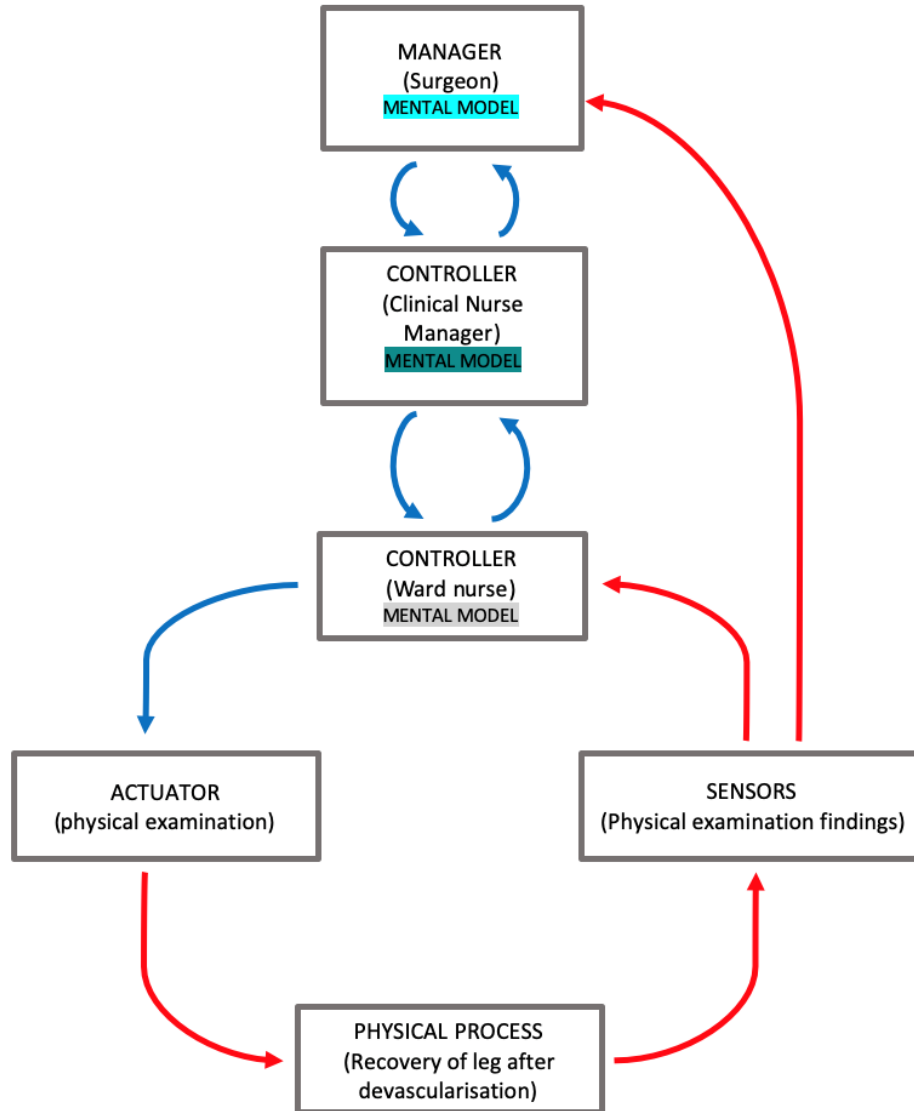 MANAGER
(Surgeon)
MENTAL MODEL
CONTROLLER
(Clinical Nurse
Manager)
MENTAL MODEL
CONTROLLER
(Ward nurse)
MENTAL MODEL
ACTUATOR
(physical examination)
SENSORS
(Physical examination findings)
PHYSICAL PROCESS
(Recovery of leg after
devascularisation)